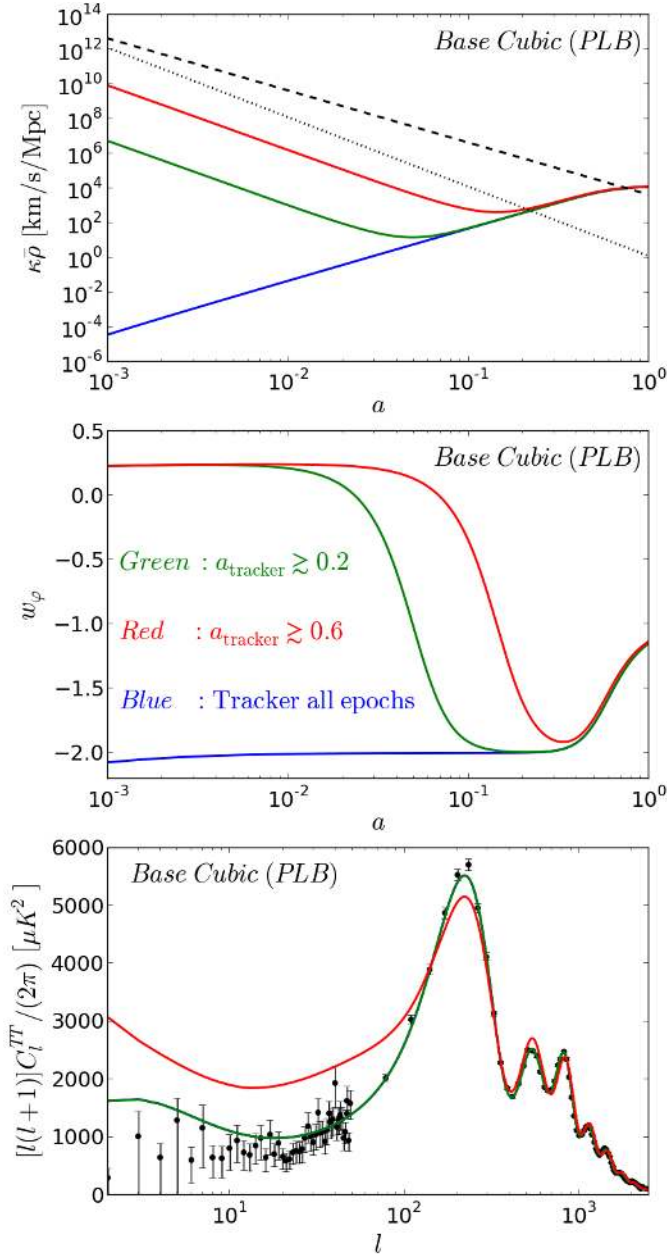 Base Cubic (PLB)
κρ̄ [km/s/Mpc]
10^14
10^12
10^10
10^8
10^6
10^4
10^2
10^0
10^-2
10^-4
10^-6
10^-3 10^-2 10^-1 10^0
a
Base Cubic (PLB)
w_φ
0.5
0.0
-0.5
-1.0
-1.5
-2.0
Green : a_tracker ≳ 0.2
Red : a_tracker ≳ 0.6
Blue : Tracker all epochs
10^-3 10^-2 10^-1 10^0
a
Base Cubic (PLB)
[l(l+1)]C_l^TT/(2π) [μK^2]
6000
5000
4000
3000
2000
1000
0
10^1 10^2 10^3
l